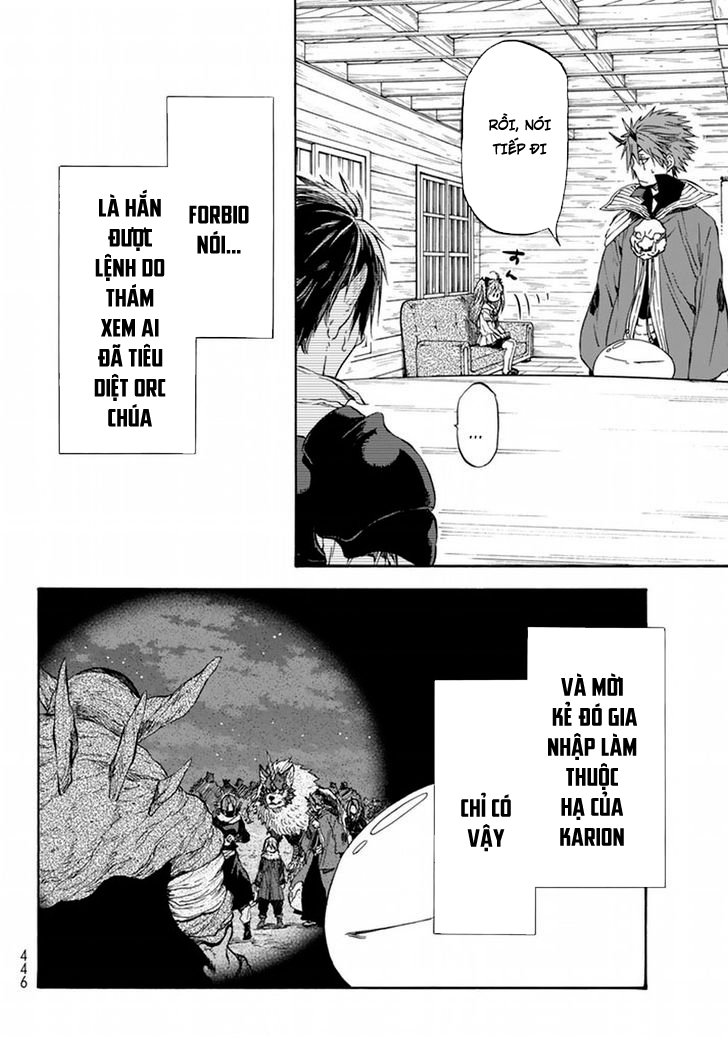 RỒI, NÓI
TIẾP ĐI
...
FORBIO
NÓI...
LÀ HẮN
ĐƯỢC
LỆNH DO
THÁM
XEM AI
ĐÃ TIÊU
DIỆT ORC
CHÚA
VÀ MỜI
KẺ ĐÓ GIA
NHẬP LÀM
THUỘC
HẠ CỦA
KARION
CHỈ CÓ
VẬY
446